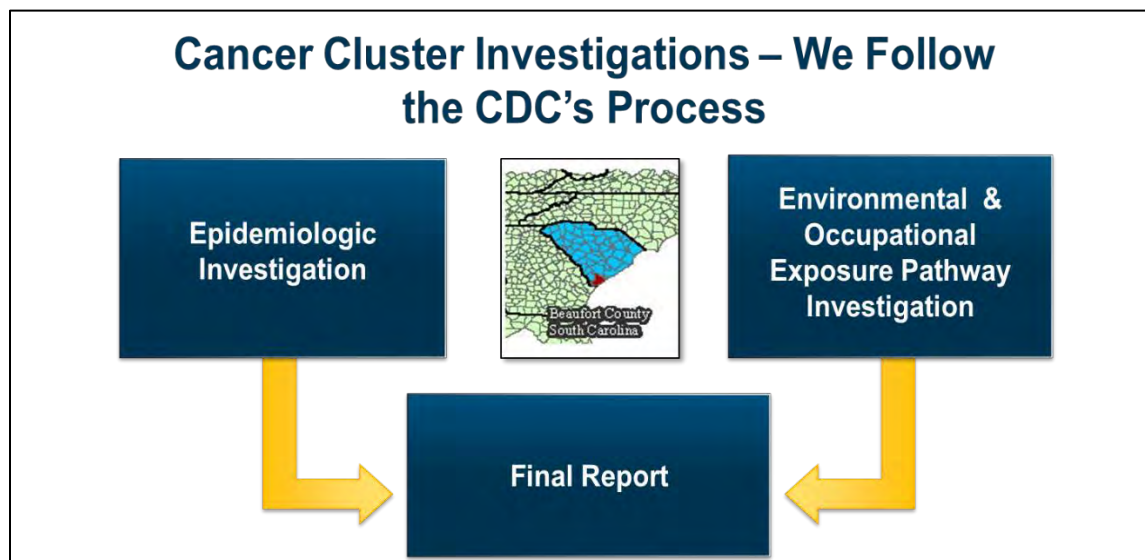 Cancer Cluster Investigations – We Follow
the CDC's Process
Epidemiologic
Investigation
Beaufort County
South Carolina
Environmental &
Occupational
Exposure Pathway
Investigation
Final Report